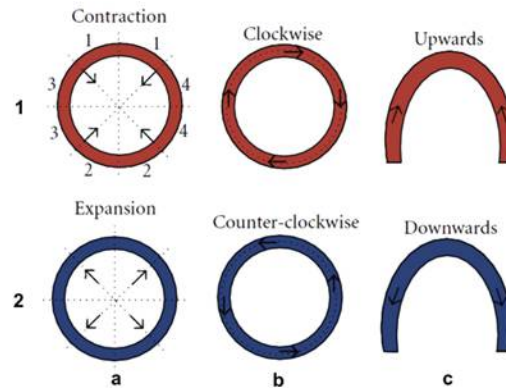 Contraction
Clockwise
Upwards
1
1
3
4
1
3
4
2
2
Expansion
Counter-clockwise
Downwards
2
a
b
c